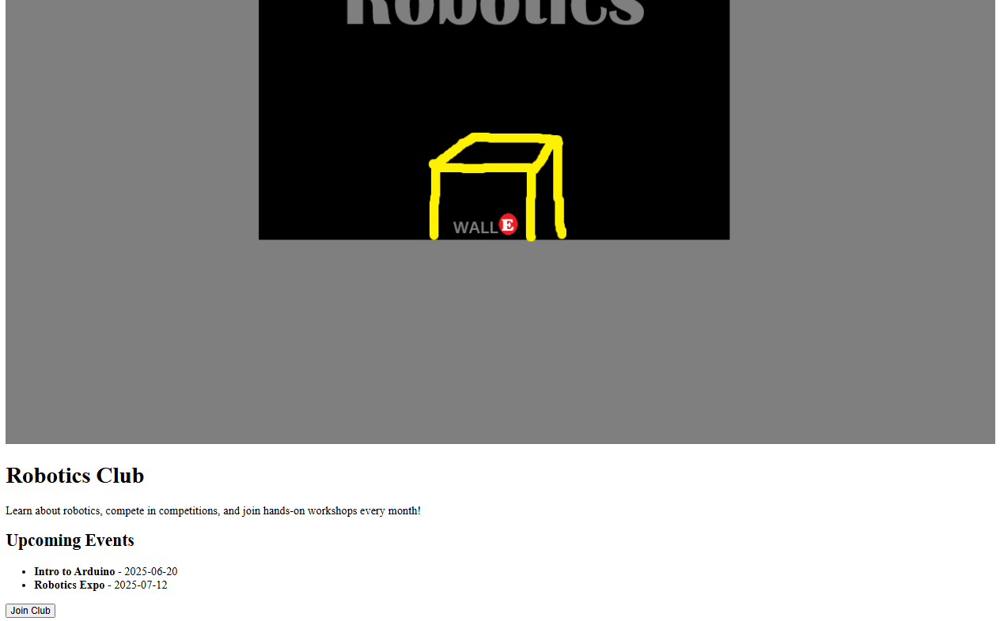 Robotics
WALL E
Robotics Club
Learn about robotics, compete in competitions, and join hands-on workshops every month!
Upcoming Events
• Intro to Arduino - 2025-06-20
• Robotics Expo - 2025-07-12
Join Club